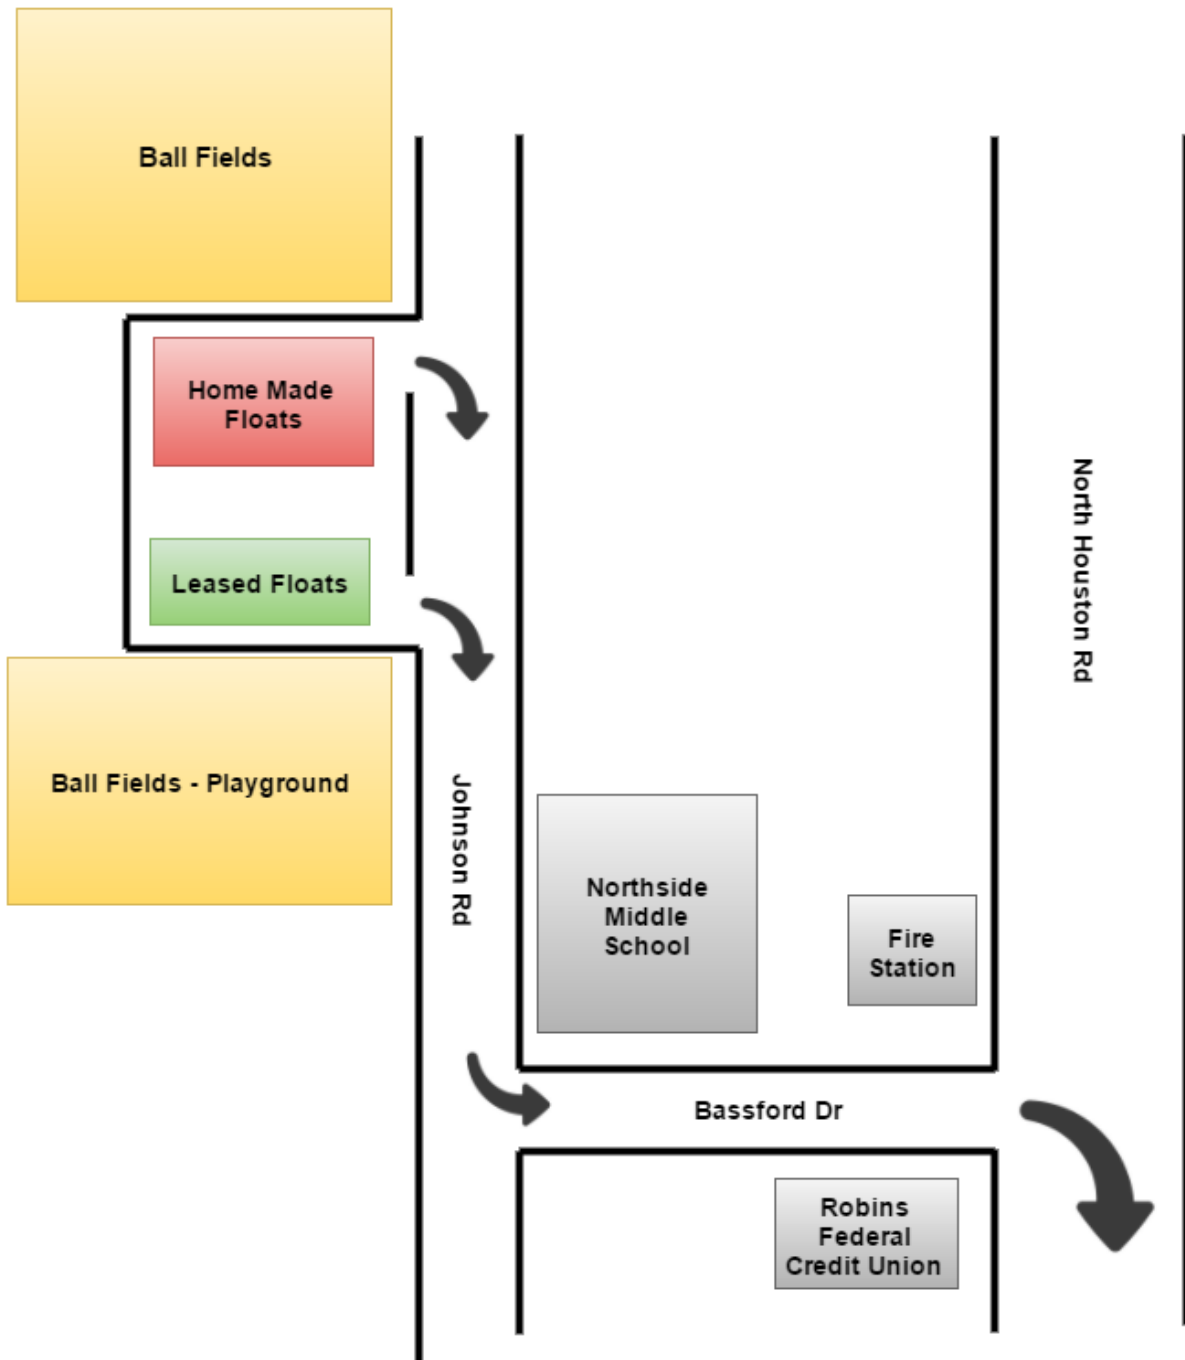 Ball Fields
Home Made
Floats
Leased Floats
Ball Fields - Playground
Johnson Rd
North Houston Rd
Northside
Middle
School
Fire
Station
Bassford Dr
Robins
Federal
Credit Union